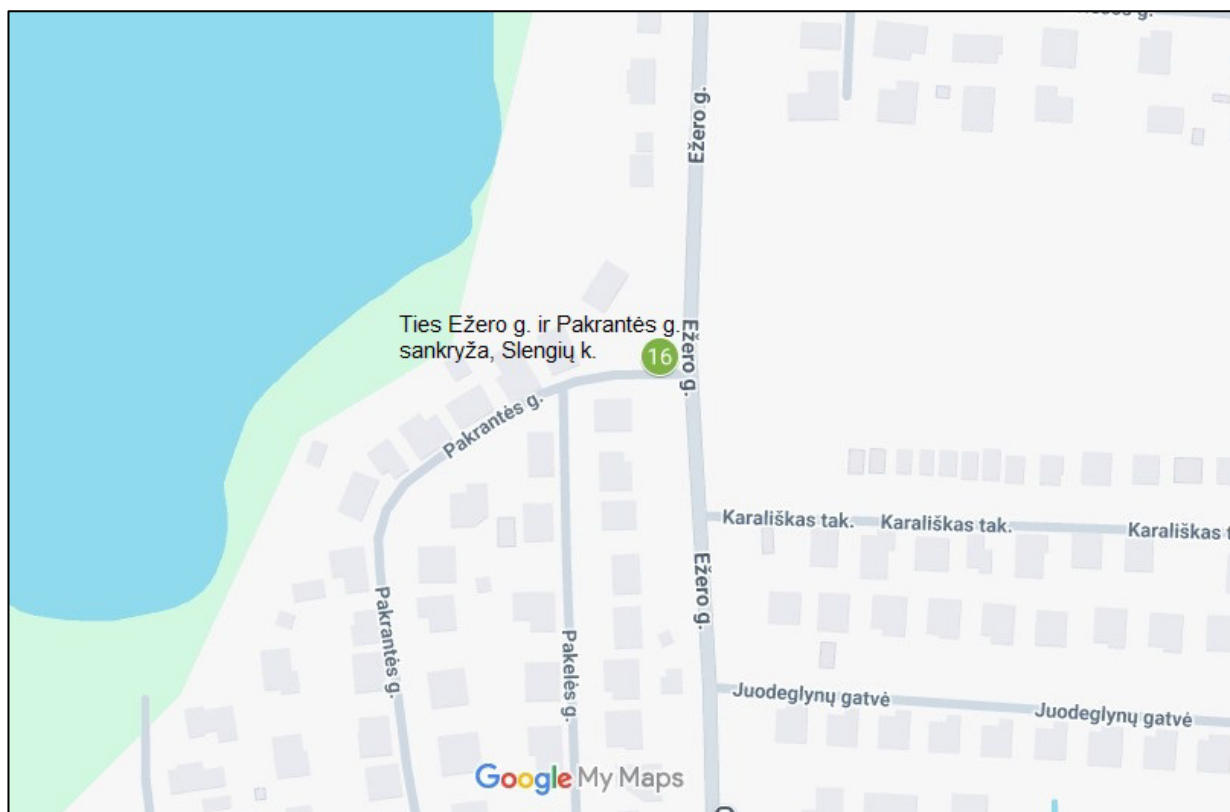 Ežero g.
Ties Ežero g. ir Pakrantės g.
sankryža, Slengių k.
16
Ežero g.
Pakrantės g.
Karališkas tak.
Karališkas tak.
Karališkas
Ežero g.
Pakrantės g.
Pakelės g.
Juodeglynų gatvė
Juodeglynų gatvė
Google My Maps